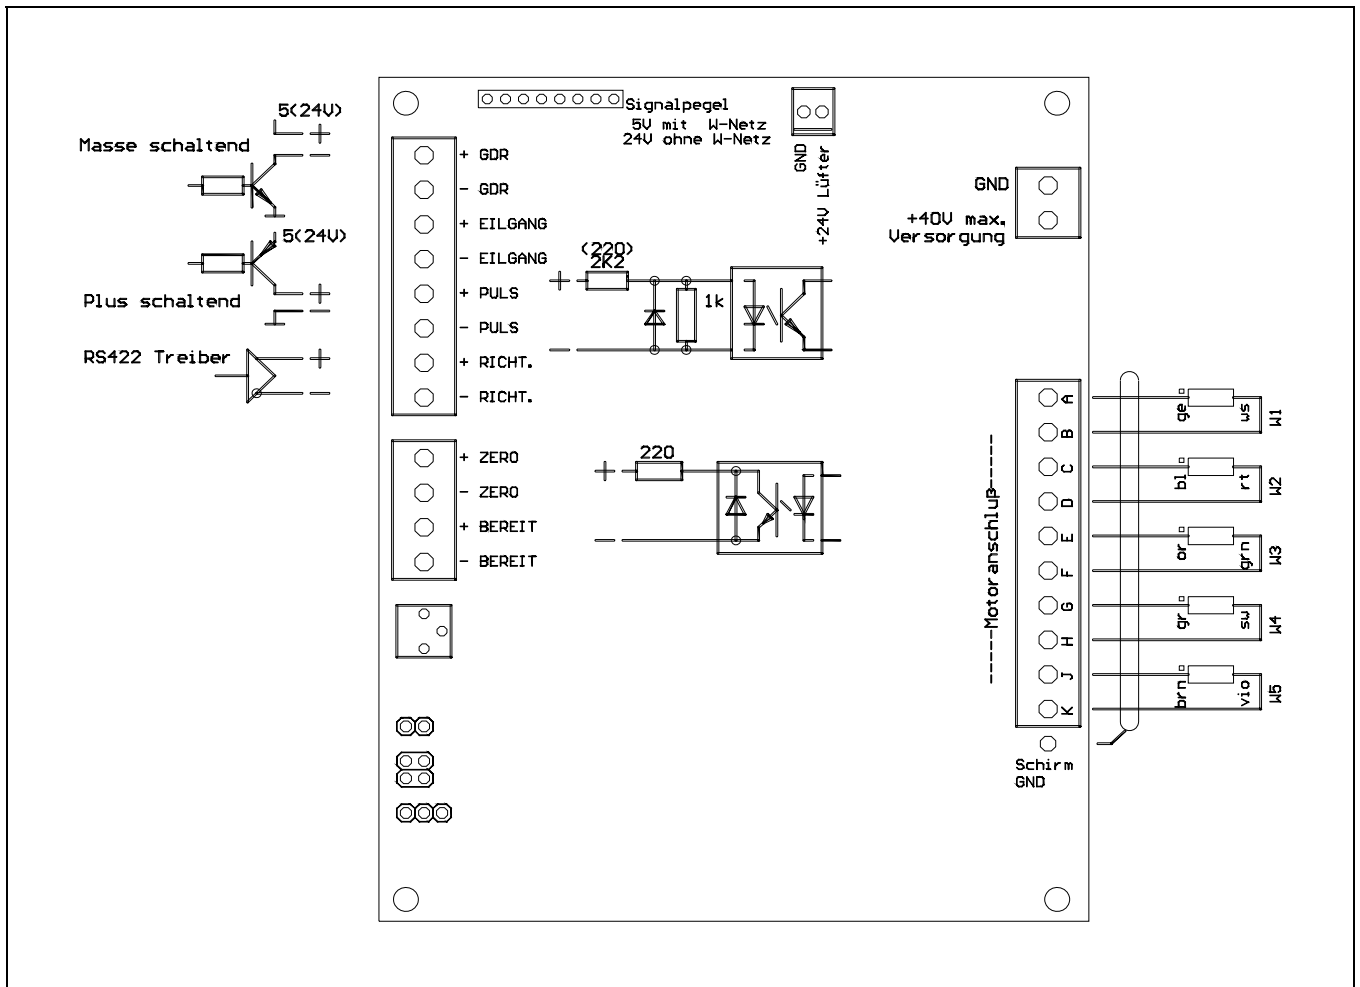 5(24V)
+
Masse schaltend
-
5(24V)
+
Plus schaltend
-
RS422 Treiber
+
-
Signalpegel
5V mit W-Netz
24V ohne W-Netz
GND
+24V Lüfter
GND
+40V max.
Versorgung
+ GDR
- GDR
+ EILGANG
- EILGANG
+ PULS
- PULS
+ RICHT.
- RICHT.
(220)
+ 2K2
1k
-
+ ZERO
- ZERO
+ BEREIT
- BEREIT
220
+
-
-----Motoranschluß-----
A
B
C
D
E
F
G
H
J
K
Schirm
GND
ge ws W1
bl rt W2
or grn W3
gr sw W4
brn vio W5